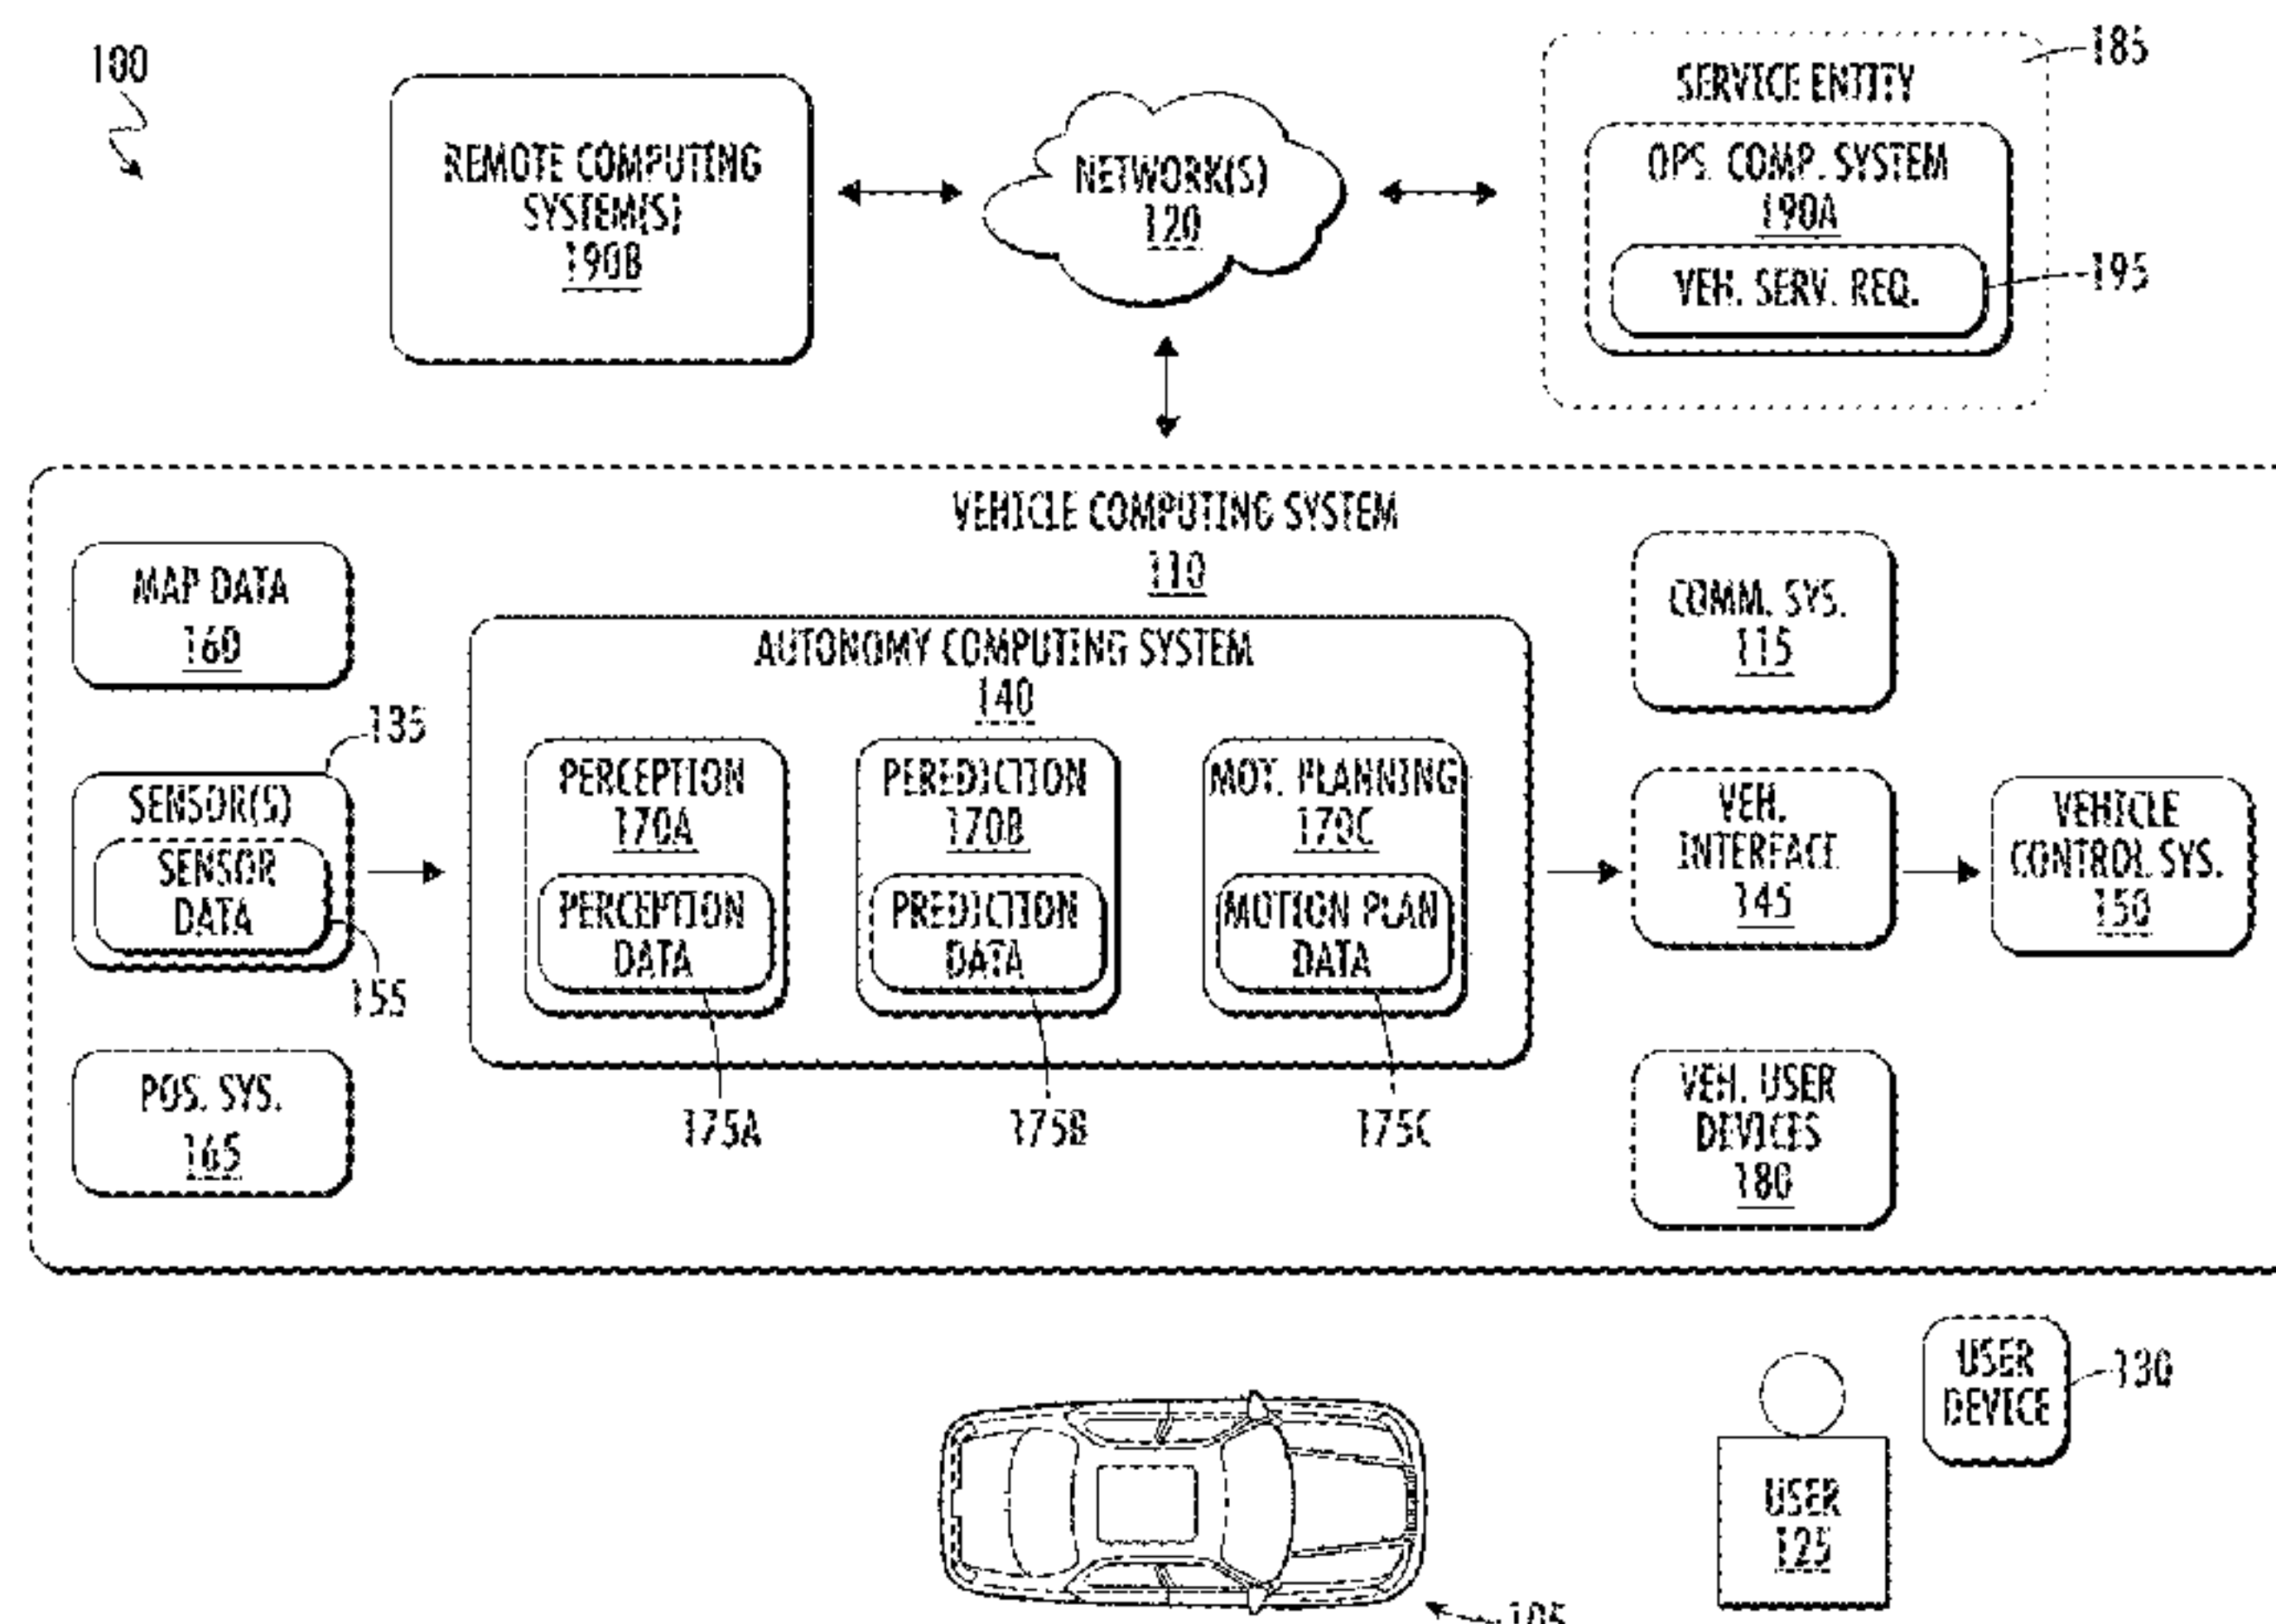 100
REMOTE COMPUTING
SYSTEM(S)
190B
NETWORK(S)
120
185
SERVICE ENTITY
OPS. COMP. SYSTEM
190A
VEH. SERV. REQ.
195
VEHICLE COMPUTING SYSTEM
110
MAP DATA
160
135
SENSOR(S)
SENSOR
DATA
155
POS. SYS.
165
AUTONOMY COMPUTING SYSTEM
140
PERCEPTION
170A
PERCEPTION
DATA
175A
PEREDICTION
170B
PREDICTION
DATA
175B
MOT. PLANNING
170C
MOTION PLAN
DATA
175C
COMM. SYS.
115
VEH.
INTERFACE
145
VEHICLE
CONTROL SYS.
150
VEH. USER
DEVICES
180
105
USER
125
USER
DEVICE
130